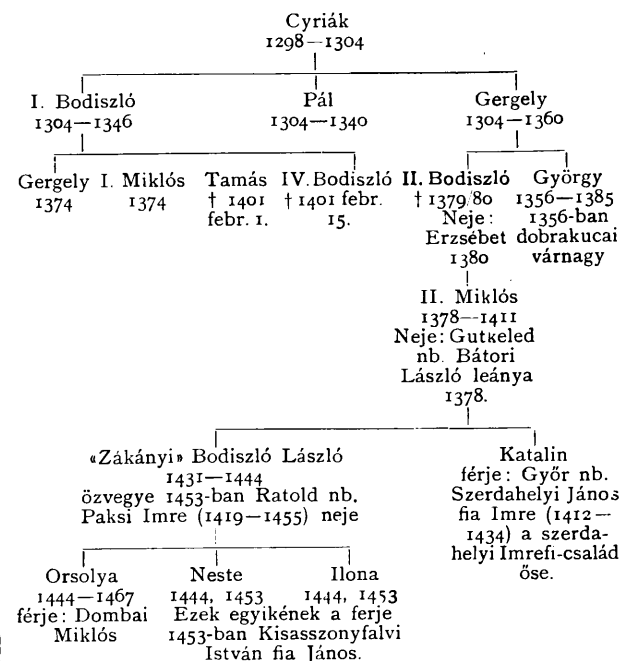 Cyriák
1298—1304
I. Bodiszló Pál Gergely
1304—1346 1304—1340 1304—1360
Gergely I. Miklós Tamás IV. Bodiszló II. Bodiszló György
1374 1374 † 1401 † 1401 febr. † 1379/80 1356—1385
febr. 1. 15. Neje: 1356-ban
Erzsébet dobrakucai
1380 várnagy
II. Miklós
1378—1411
Neje: Gutkeled
nb. Bátori
László leánya
1378.
«Zákányi» Bodiszló László
1431—1444
özvegye 1453-ban Ratold nb.
Paksi Imre (1419—1455) neje
Katalin
férje: Győr nb.
Szerdahelyi János
fia Imre (1412—
1434) a szerda-
helyi Imrefi-család
őse.
Orsolya Neste Ilona
1444—1467 1444, 1453 1444, 1453
férje: Dombai Ezek egyikének a ferje
Miklós 1453-ban Kisasszonyfalvi
István fia János.